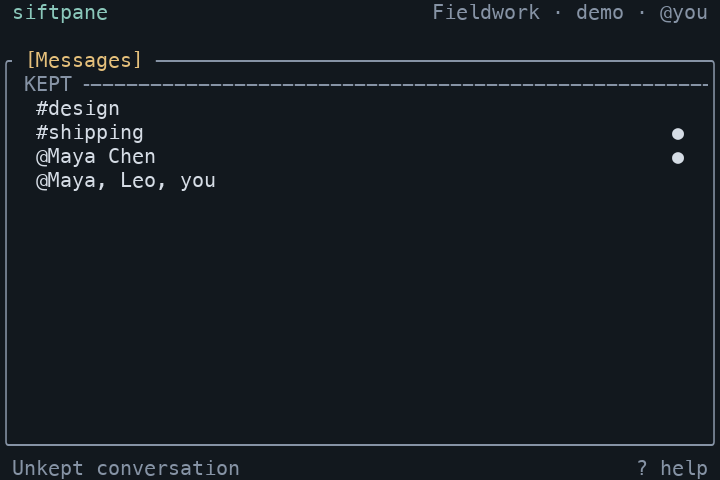 siftpane Fieldwork · demo · @you
[Messages]
KEPT
#design
#shipping ●
@Maya Chen ●
@Maya, Leo, you
Unkept conversation ? help